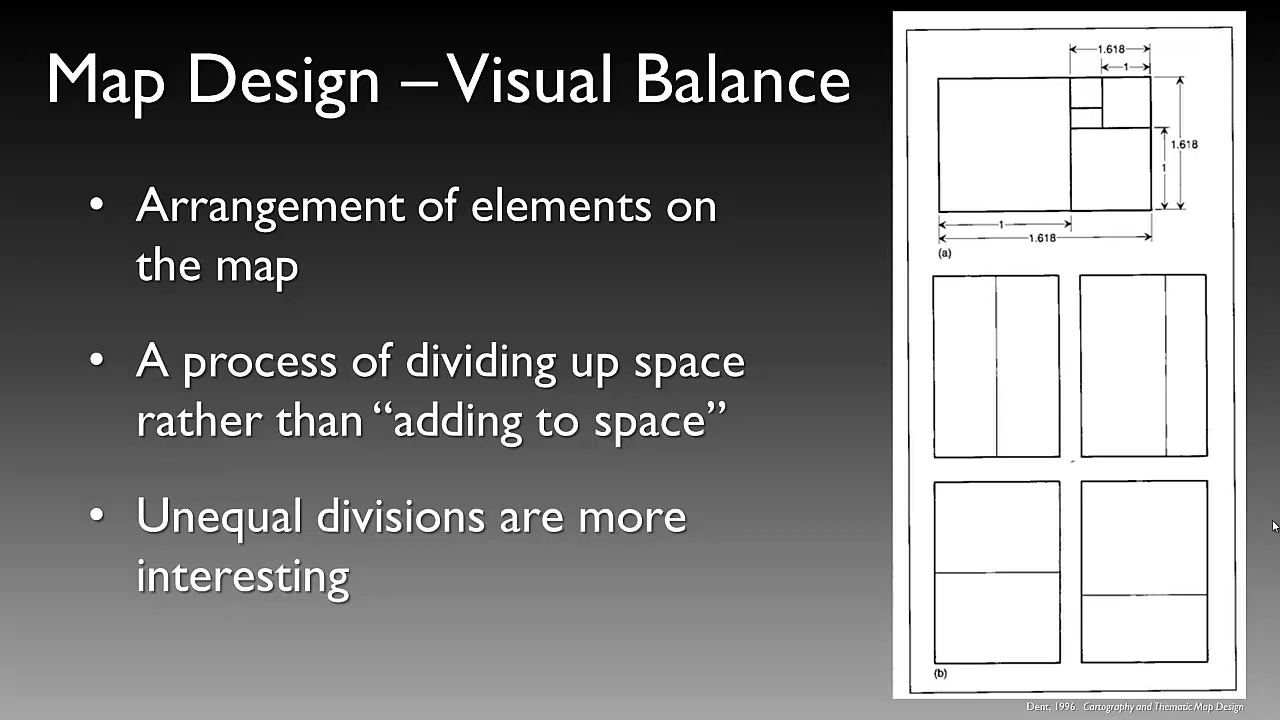 Map Design – Visual Balance
• Arrangement of elements on
the map
• A process of dividing up space
rather than “adding to space”
• Unequal divisions are more
interesting
1.618
1
1.618
1
1
1.618
(a)
(b)
Dent, 1996. Cartography and Thematic Map Design